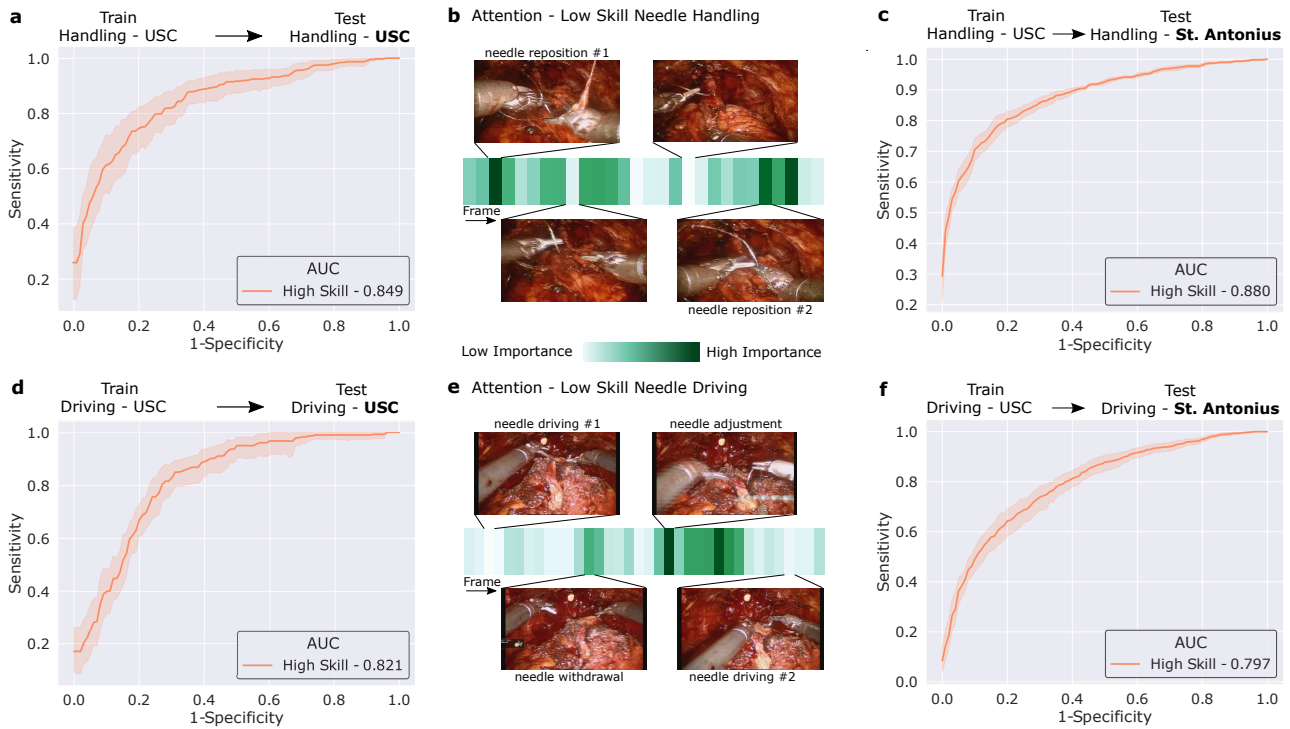 a
Train
Handling - USC
Test
Handling - USC
Sensitivity
1.0
0.8
0.6
0.4
0.2
AUC
High Skill - 0.849
0.0
0.2
0.4
0.6
0.8
1.0
1-Specificity
b Attention - Low Skill Needle Handling
needle reposition #1
Frame
needle reposition #2
Low Importance
High Importance
c
Train
Handling - USC
Test
Handling - St. Antonius
Sensitivity
1.0
0.9
0.8
0.7
0.6
0.5
0.4
0.3
0.2
AUC
High Skill - 0.880
0.0
0.2
0.4
0.6
0.8
1.0
1-Specificity
d
Train
Driving - USC
Test
Driving - USC
Sensitivity
1.0
0.8
0.6
0.4
0.2
AUC
High Skill - 0.821
0.0
0.2
0.4
0.6
0.8
1.0
1-Specificity
e Attention - Low Skill Needle Driving
needle driving #1
needle adjustment
Frame
needle withdrawal
needle driving #2
f
Train
Driving - USC
Test
Driving - St. Antonius
Sensitivity
1.0
0.8
0.6
0.4
0.2
0.0
AUC
High Skill - 0.797
0.0
0.2
0.4
0.6
0.8
1.0
1-Specificity